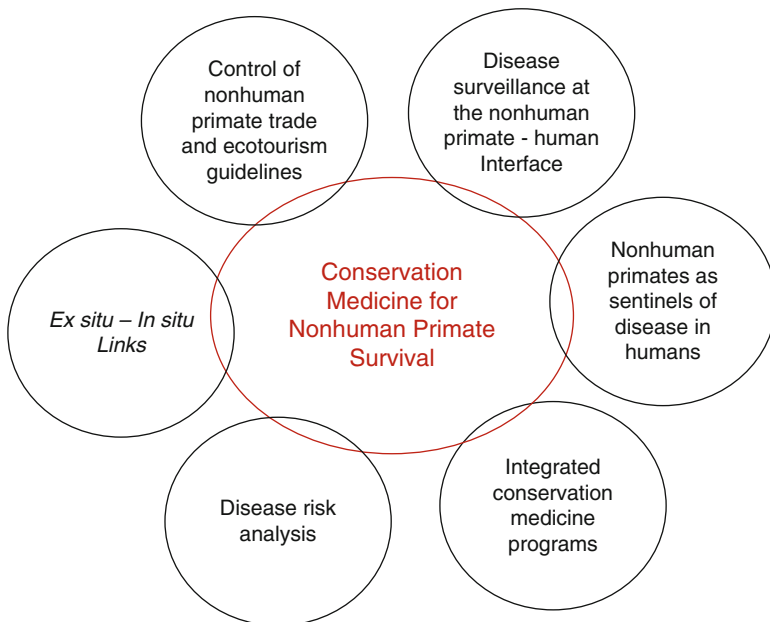 Control of
nonhuman
primate trade
and ecotourism
guidelines
Disease
surveillance at
the nonhuman
primate - human
Interface
Nonhuman
primates as
sentinels of
disease in
humans
Integrated
conservation
medicine
programs
Disease risk
analysis
Ex situ – In situ
Links
Conservation
Medicine for
Nonhuman Primate
Survival